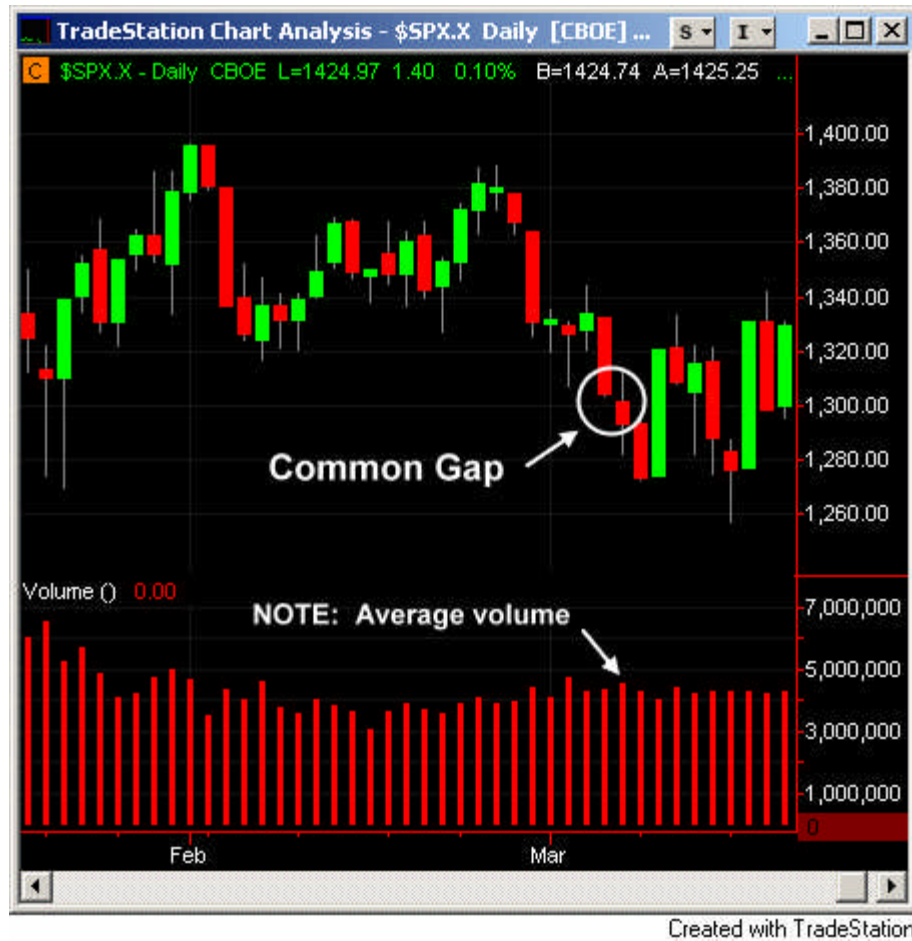 TradeStation Chart Analysis - $SPX.X Daily [CBOE] ... S I
C $SPX.X - Daily CBOE L=1424.97 1.40 0.10% B=1424.74 A=1425.25 ...
1,400.00
1,380.00
1,360.00
1,340.00
1,320.00
1,300.00
Common Gap
1,280.00
1,260.00
Volume () 0.00
NOTE: Average volume
7,000,000
5,000,000
3,000,000
1,000,000
0
Feb Mar
Created with TradeStation